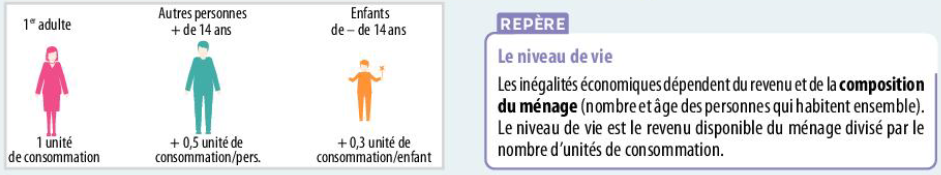 1er adulte
Autres personnes
+ de 14 ans
Enfants
de – de 14 ans
1 unité
de consommation
+ 0,5 unité de
consommation/pers.
+ 0,3 unité de
consommation/enfant
REPÈRE
Le niveau de vie
Les inégalités économiques dépendent du revenu et de la composition
du ménage (nombre et âge des personnes qui habitent ensemble).
Le niveau de vie est le revenu disponible du ménage divisé par le
nombre d'unités de consommation.